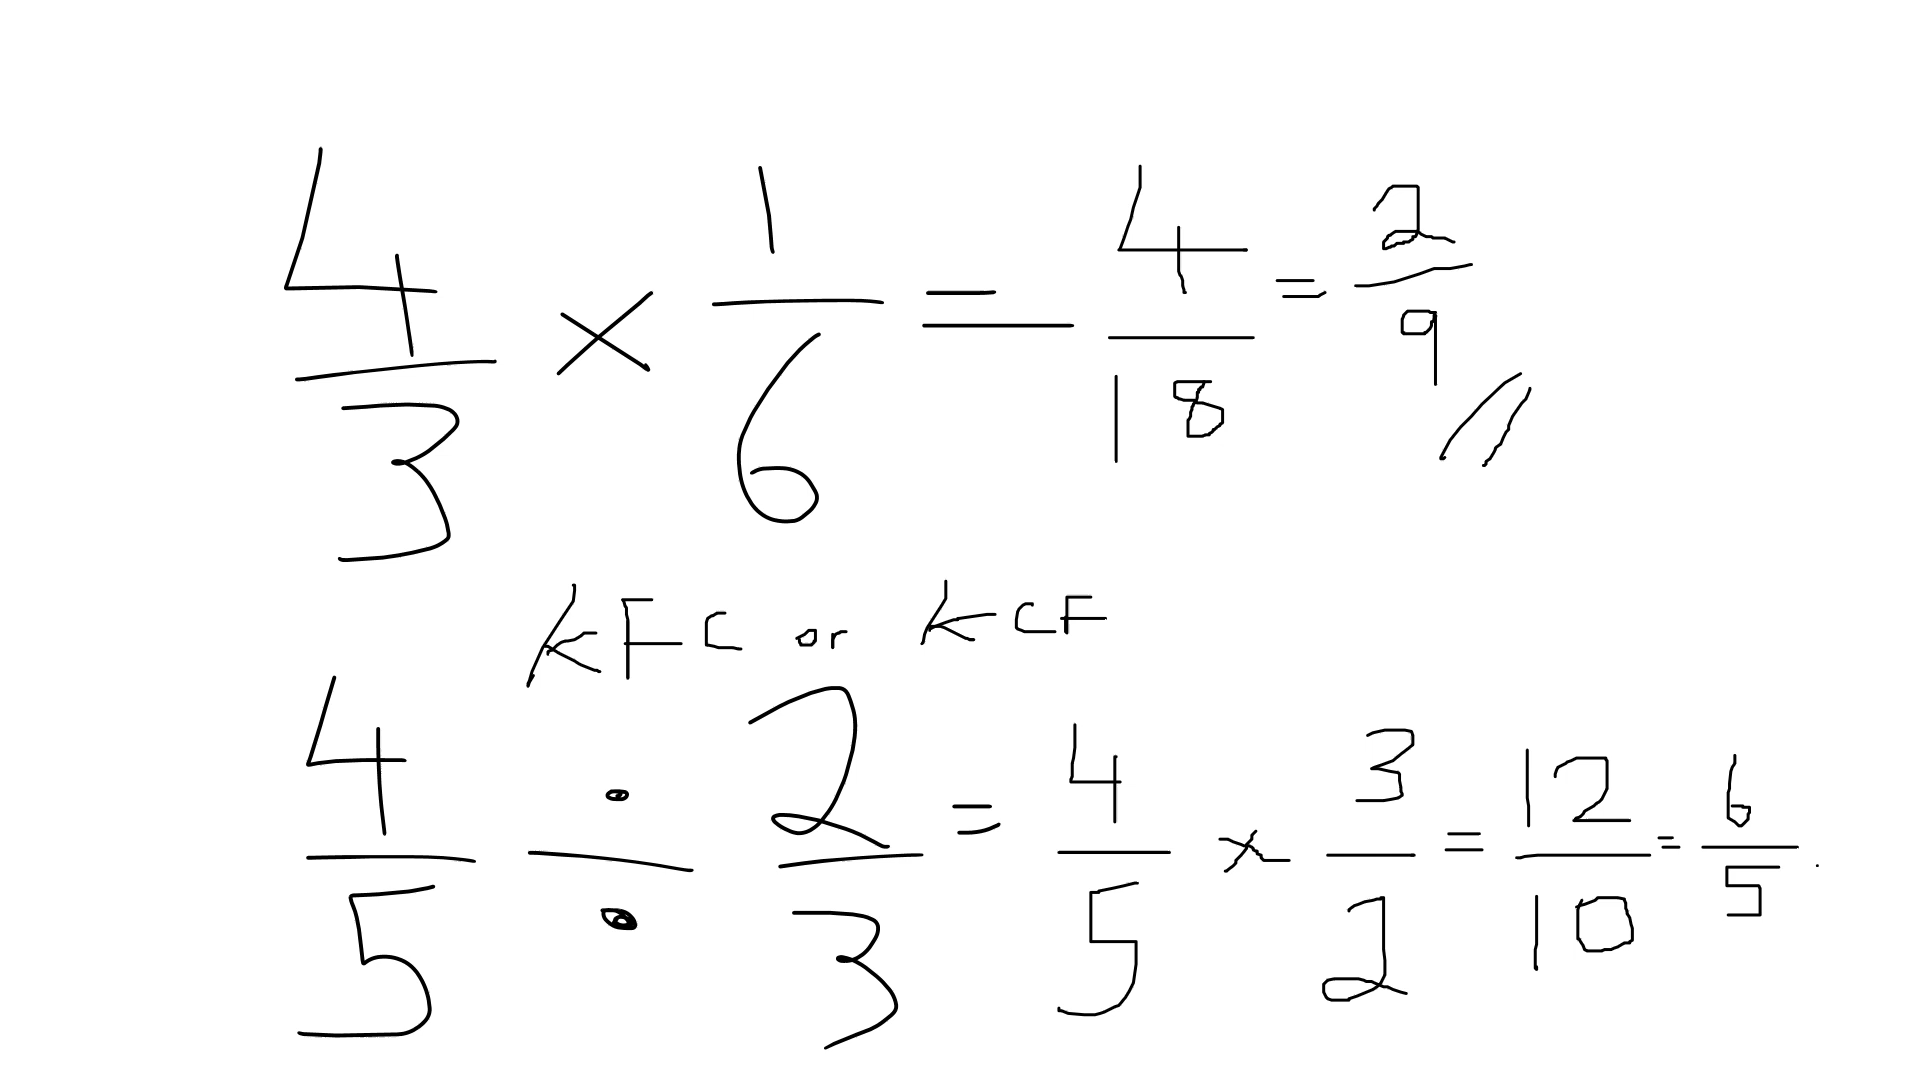 4/3 × 1/6 = 4/18 = 2/9 //
KFC or KCF
4/5 ÷ 2/3 = 4/5 × 3/2 = 12/10 = 6/5 .